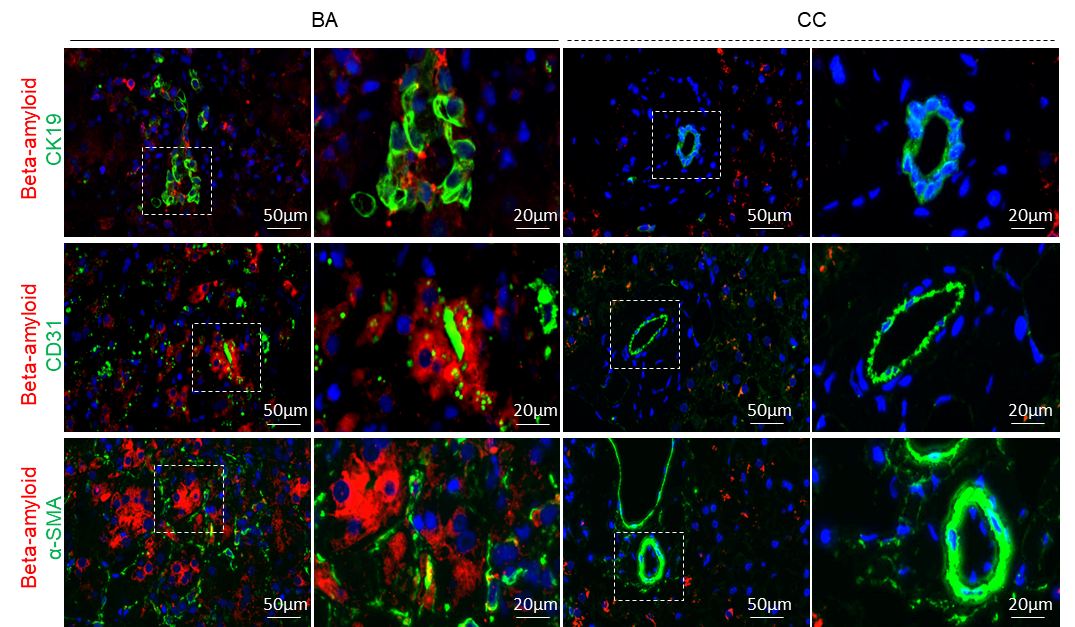 BA
CC
Beta-amyloid
CK19
50µm
20µm
50µm
20µm
Beta-amyloid
CD31
50µm
20µm
50µm
20µm
Beta-amyloid
α-SMA
50µm
20µm
50µm
20µm